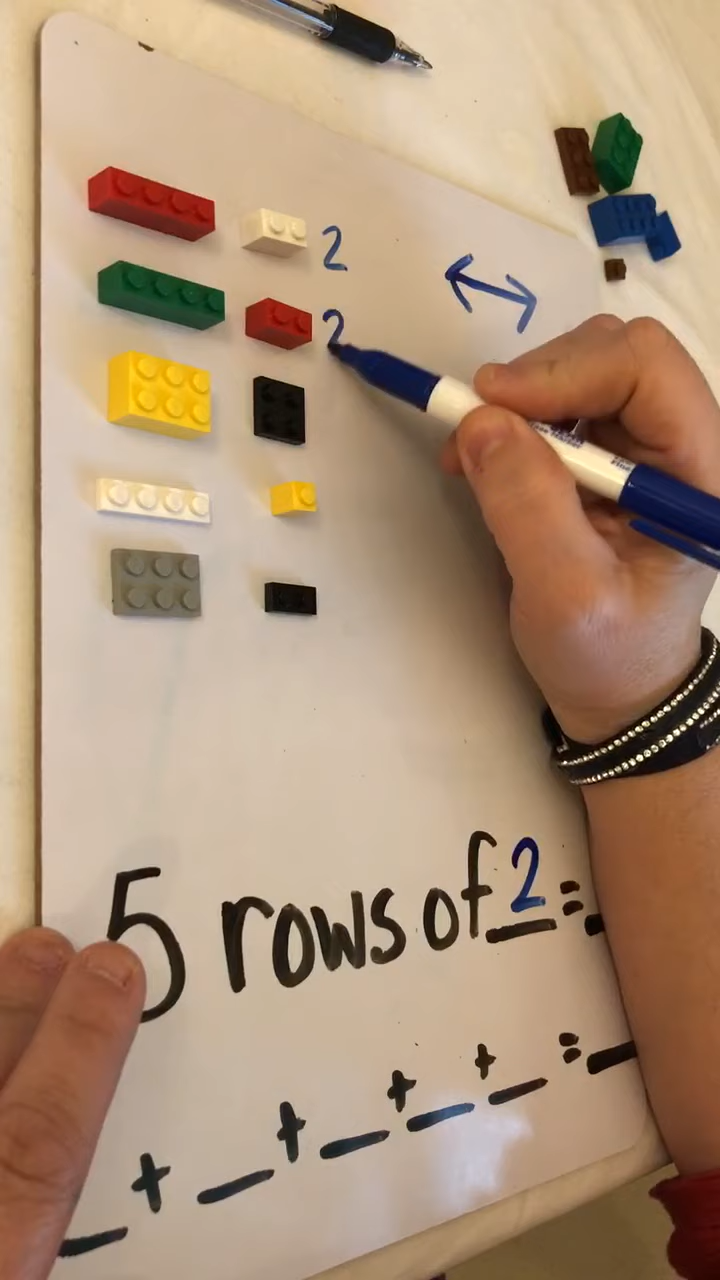 2
2
5 rows of 2 = _
_ + _ + _ + _ + _ = _